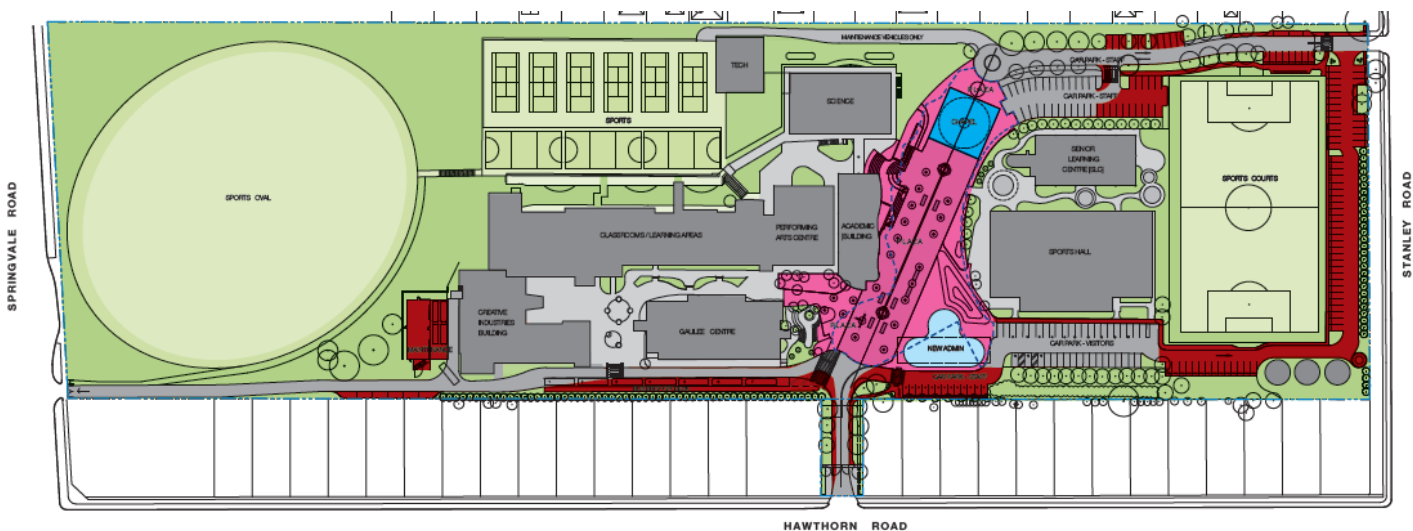 MAINTENANCE VEHICLES ONLY
CAR PARK - STAFF
TECH
CAR PARK - STAFF
PLAZA
SCIENCE
SPORTS
CHAPEL
SENIOR
LEARNING
CENTRE [SLC]
SPORTS COURTS
SPORTS OVAL
SPRINGVALE ROAD
STANLEY ROAD
CLASSROOMS / LEARNING AREAS
PERFORMING
ARTS CENTRE
ACADEMIC
BUILDING
PLAZA
SPORTS HALL
CREATIVE
INDUSTRIES
BUILDING
GALILEE CENTRE
PLAZA
NEW ADMIN
CAR PARK - VISITORS
MAINTENANCE
HAWTHORN ROAD